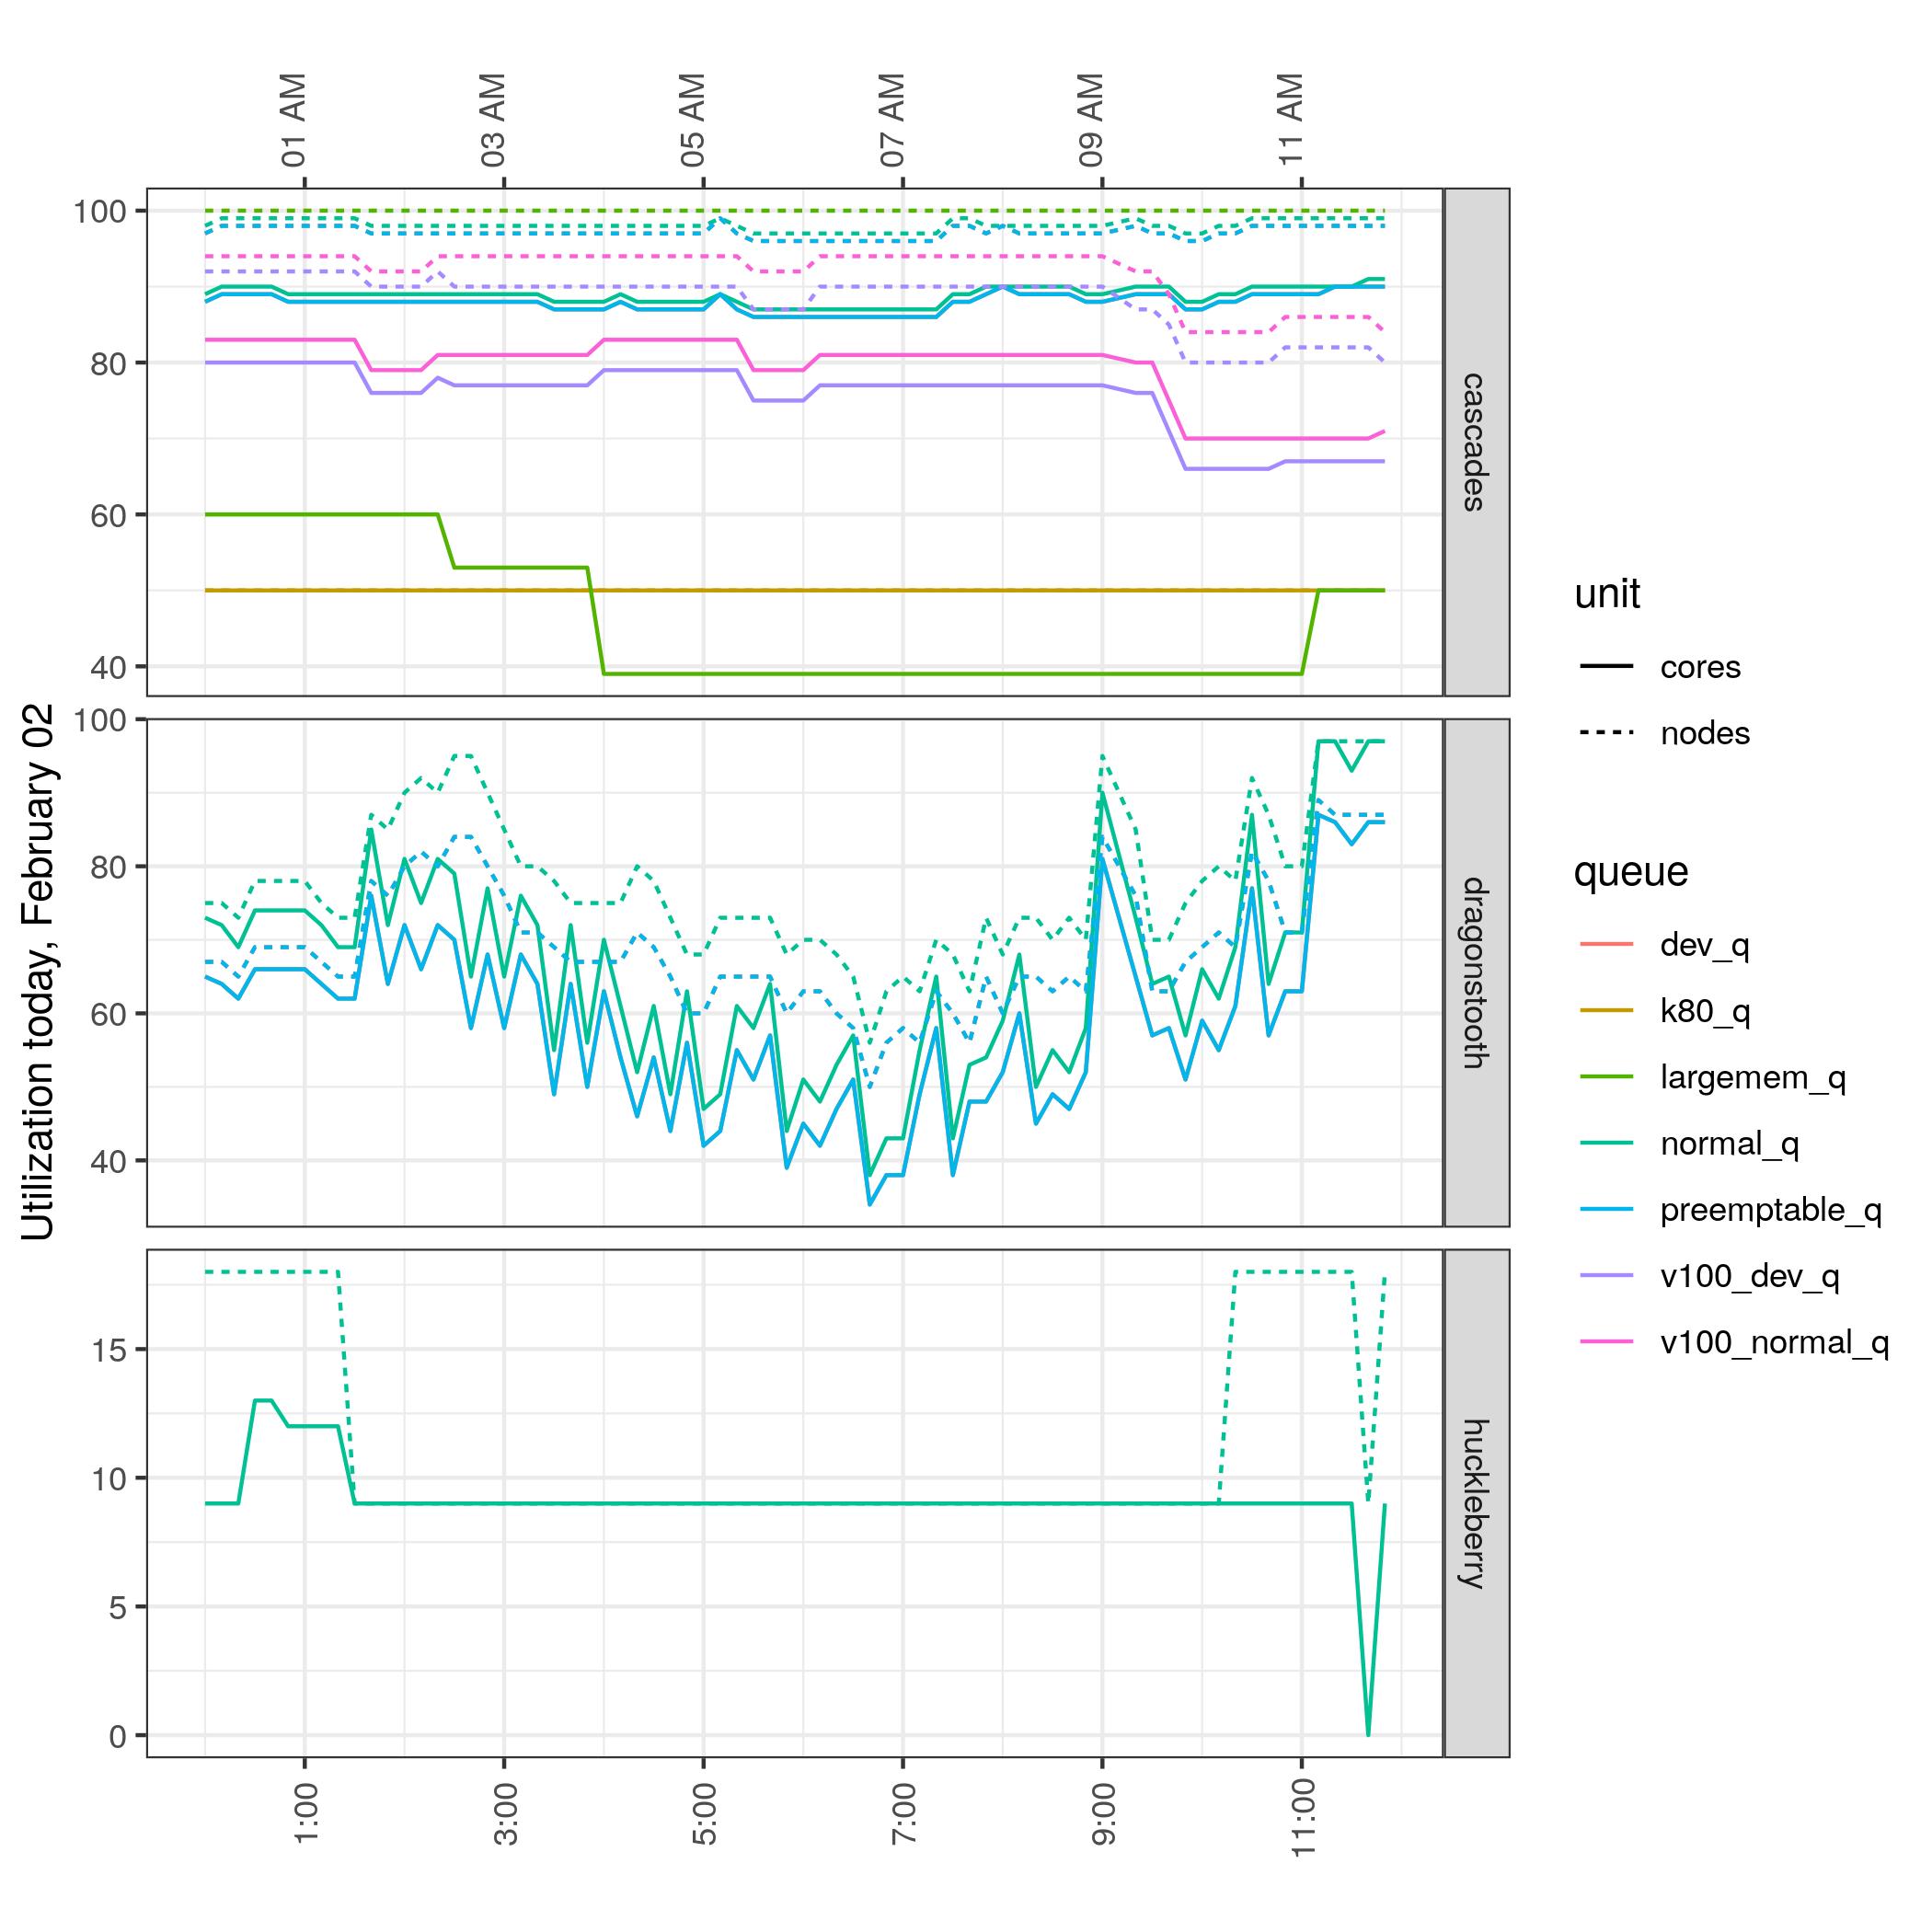 01 AM
03 AM
05 AM
07 AM
09 AM
11 AM
Utilization today, February 02
100
80
60
40
cascades
100
80
60
40
dragonstooth
15
10
5
0
huckleberry
1:00
3:00
5:00
7:00
9:00
11:00
unit
cores
nodes
queue
dev_q
k80_q
largemem_q
normal_q
preemptable_q
v100_dev_q
v100_normal_q